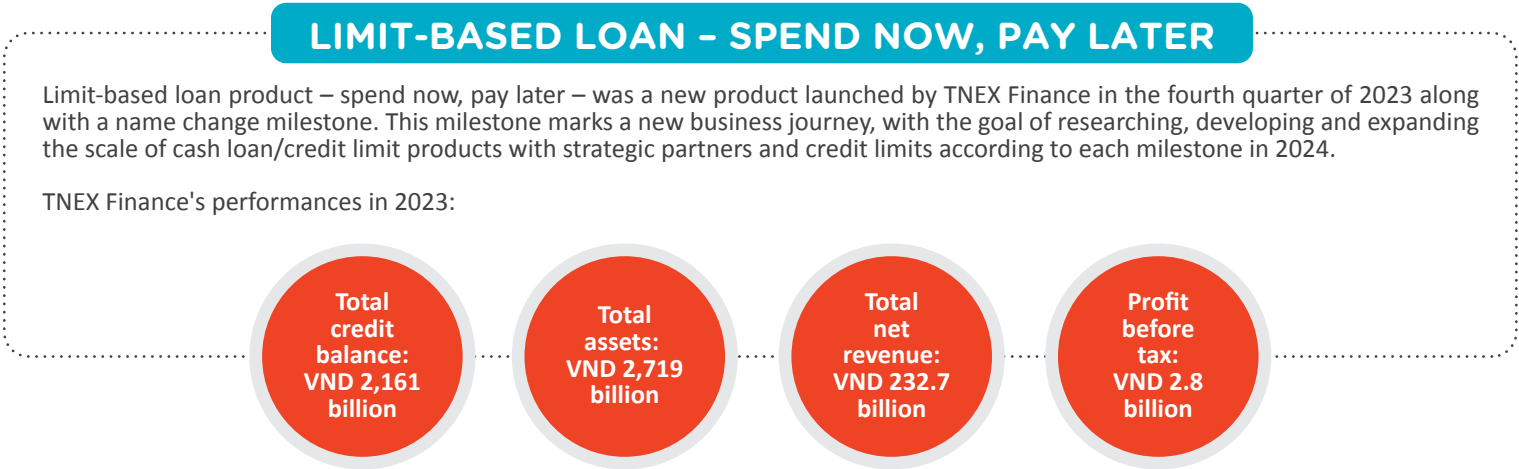 LIMIT-BASED LOAN – SPEND NOW, PAY LATER
Limit-based loan product – spend now, pay later – was a new product launched by TNEX Finance in the fourth quarter of 2023 along
with a name change milestone. This milestone marks a new business journey, with the goal of researching, developing and expanding
the scale of cash loan/credit limit products with strategic partners and credit limits according to each milestone in 2024.
TNEX Finance's performances in 2023:
Total
credit
balance:
VND 2,161
billion
Total
assets:
VND 2,719
billion
Total
net
revenue:
VND 232.7
billion
Profit
before
tax:
VND 2.8
billion